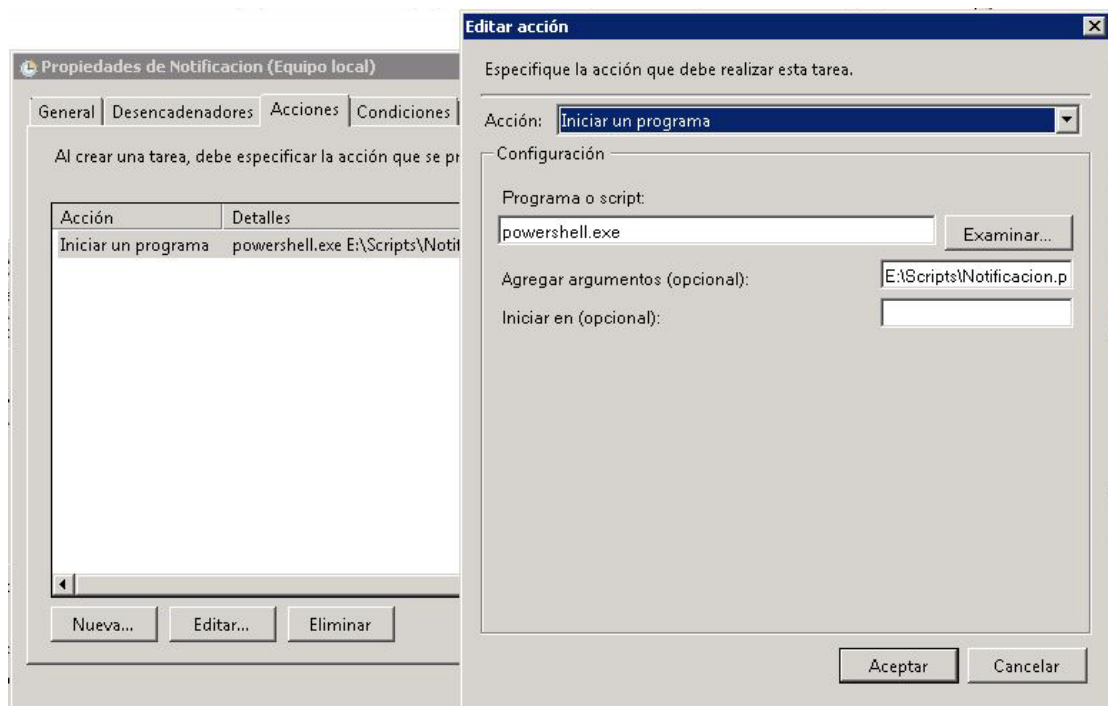 Propiedades de Notificacion (Equipo local)
General Desencadenadores Acciones Condiciones
Al crear una tarea, debe especificar la acción que se pr
Acción Detalles
Iniciar un programa powershell.exe E:\Scripts\Notif
Nueva... Editar... Eliminar
Editar acción
Especifique la acción que debe realizar esta tarea.
Acción: Iniciar un programa
Configuración
Programa o script:
powershell.exe Examinar...
Agregar argumentos (opcional): E:\Scripts\Notificacion.p
Iniciar en (opcional):
Aceptar Cancelar